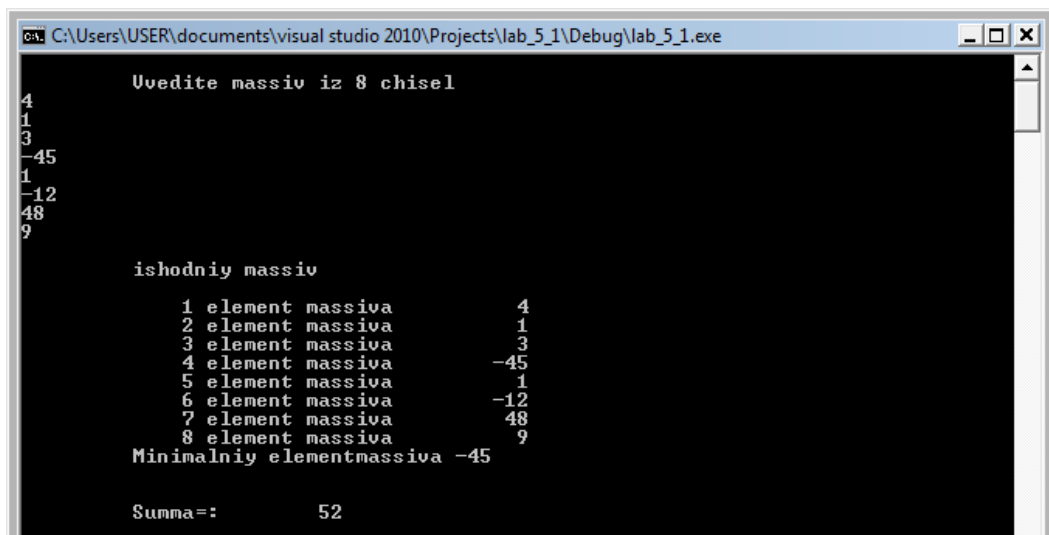 C:\Users\USER\documents\visual studio 2010\Projects\lab_5_1\Debug\lab_5_1.exe
Vvedite massiv iz 8 chisel
4
1
3
-45
1
-12
48
9
ishodniy massiv
1 element massiva 4
2 element massiva 1
3 element massiva 3
4 element massiva -45
5 element massiva 1
6 element massiva -12
7 element massiva 48
8 element massiva 9
Minimalniy elementmassiva -45
Summa=: 52